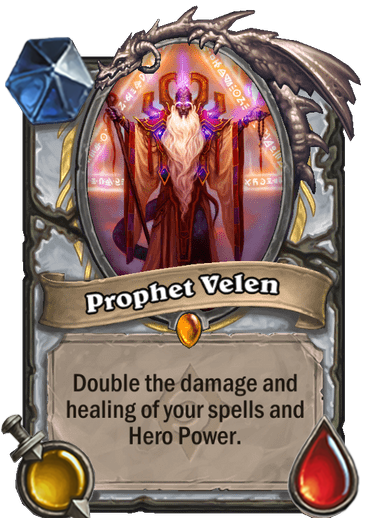 Prophet Velen
Double the damage and
healing of your spells and
Hero Power.